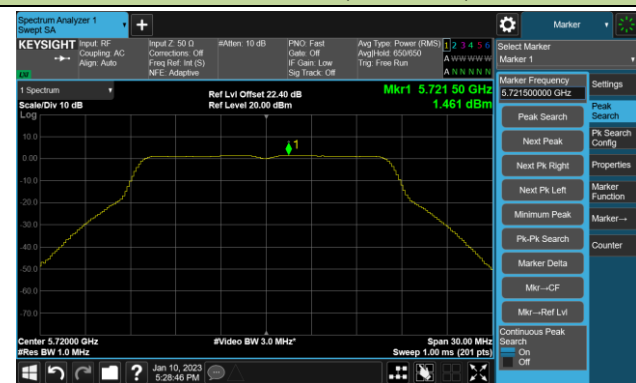 Spectrum Analyzer 1
Swept SA
+
Marker
KEYSIGHT
Input: RF
Coupling: AC
Align: Auto
Input Z: 50 Ω
Corrections: Off
Freq Ref: Int (S)
NFE: Adaptive
#Atten: 10 dB
PNO: Fast
Gate: Off
IF Gain: Low
Sig Track: Off
Avg Type: Power (RMS)
Avg|Hold: 650/650
Trig: Free Run
1 2 3 4 5 6
A W W W W W
A N N N N N
Select Marker
Marker 1
1 Spectrum
Scale/Div 10 dB
Log
Ref Lvl Offset 22.40 dB
Ref Level 20.00 dBm
Mkr1 5.721 50 GHz
1.461 dBm
1
10.0
0.00
-10.0
-20.0
-30.0
-40.0
-50.0
-60.0
-70.0
Center 5.72000 GHz
#Res BW 1.0 MHz
#Video BW 3.0 MHz*
Span 30.00 MHz
Sweep 1.00 ms (201 pts)
Marker Frequency
5.721500000 GHz
Peak Search
Next Peak
Next Pk Right
Next Pk Left
Minimum Peak
Pk-Pk Search
Marker Delta
Mkr→CF
Mkr→Ref Lvl
Continuous Peak
Search
On
Off
Settings
Peak
Search
Pk Search
Config
Properties
Marker
Function
Marker→
Counter
?
Jan 10, 2023
5:28:46 PM